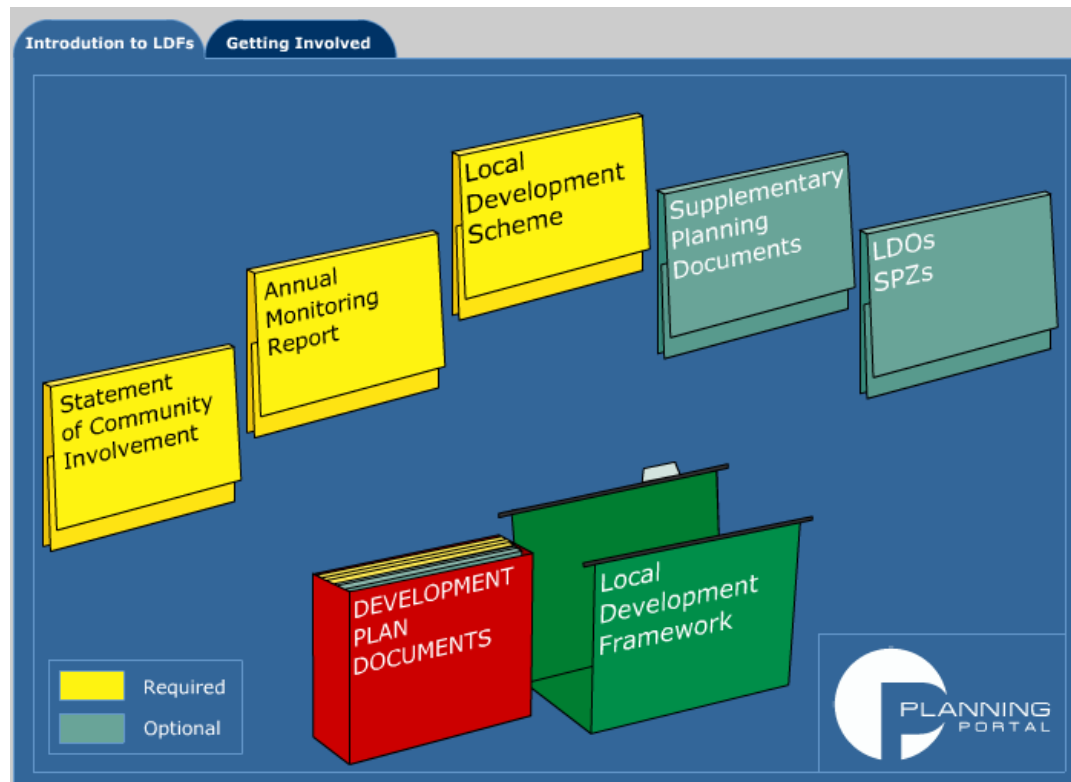 Introdution to LDFs
Getting Involved
Local
Development
Scheme
Supplementary
Planning
Documents
LDOs
SPZs
Annual
Monitoring
Report
Statement
of Community
Involvement
DEVELOPMENT
PLAN
DOCUMENTS
Local
Development
Framework
Required
Optional
PLANNING
PORTAL